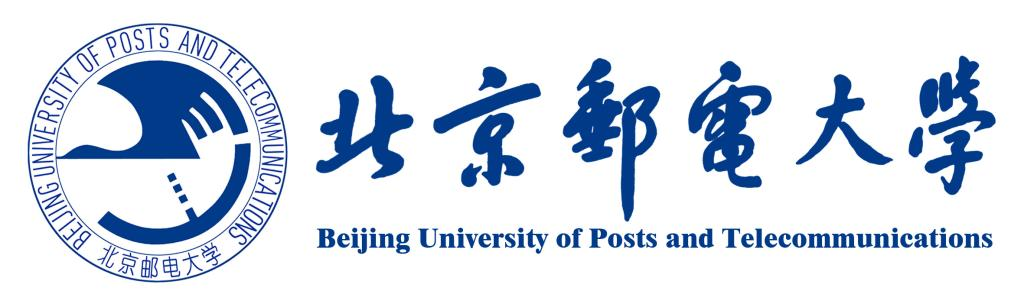 BEIJING UNIVERSITY OF POSTS AND TELECOMMUNICATIONS
北京邮电大学
北京郵電大學
Beijing University of Posts and Telecommunications